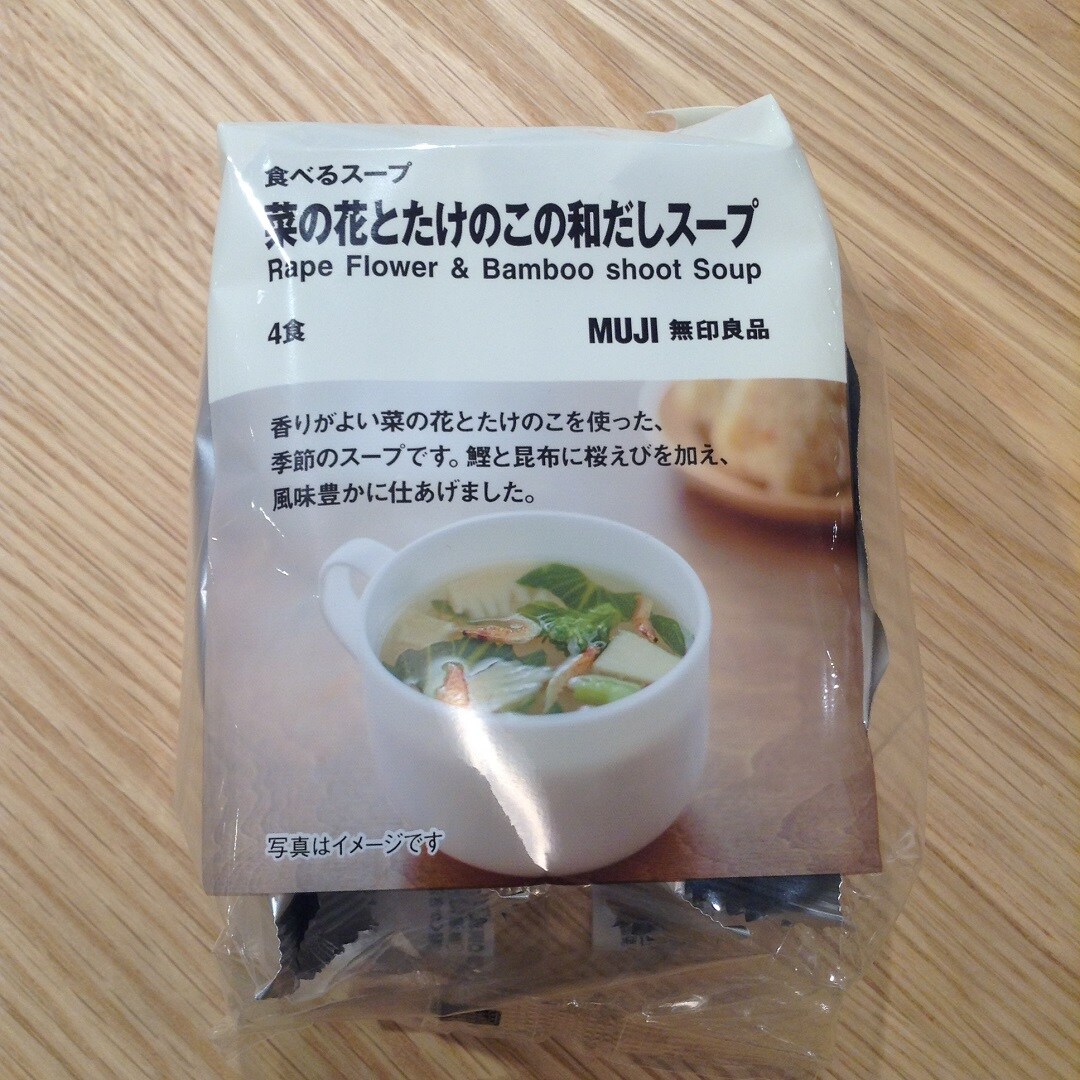 食べるスープ
菜の花とたけのこの和だしスープ
Rape Flower & Bamboo shoot Soup
4食
MUJI 無印良品
香りがよい菜の花とたけのこを使った、
季節のスープです。鰹と昆布に桜えびを加え、
風味豊かに仕あげました。
写真はイメージです